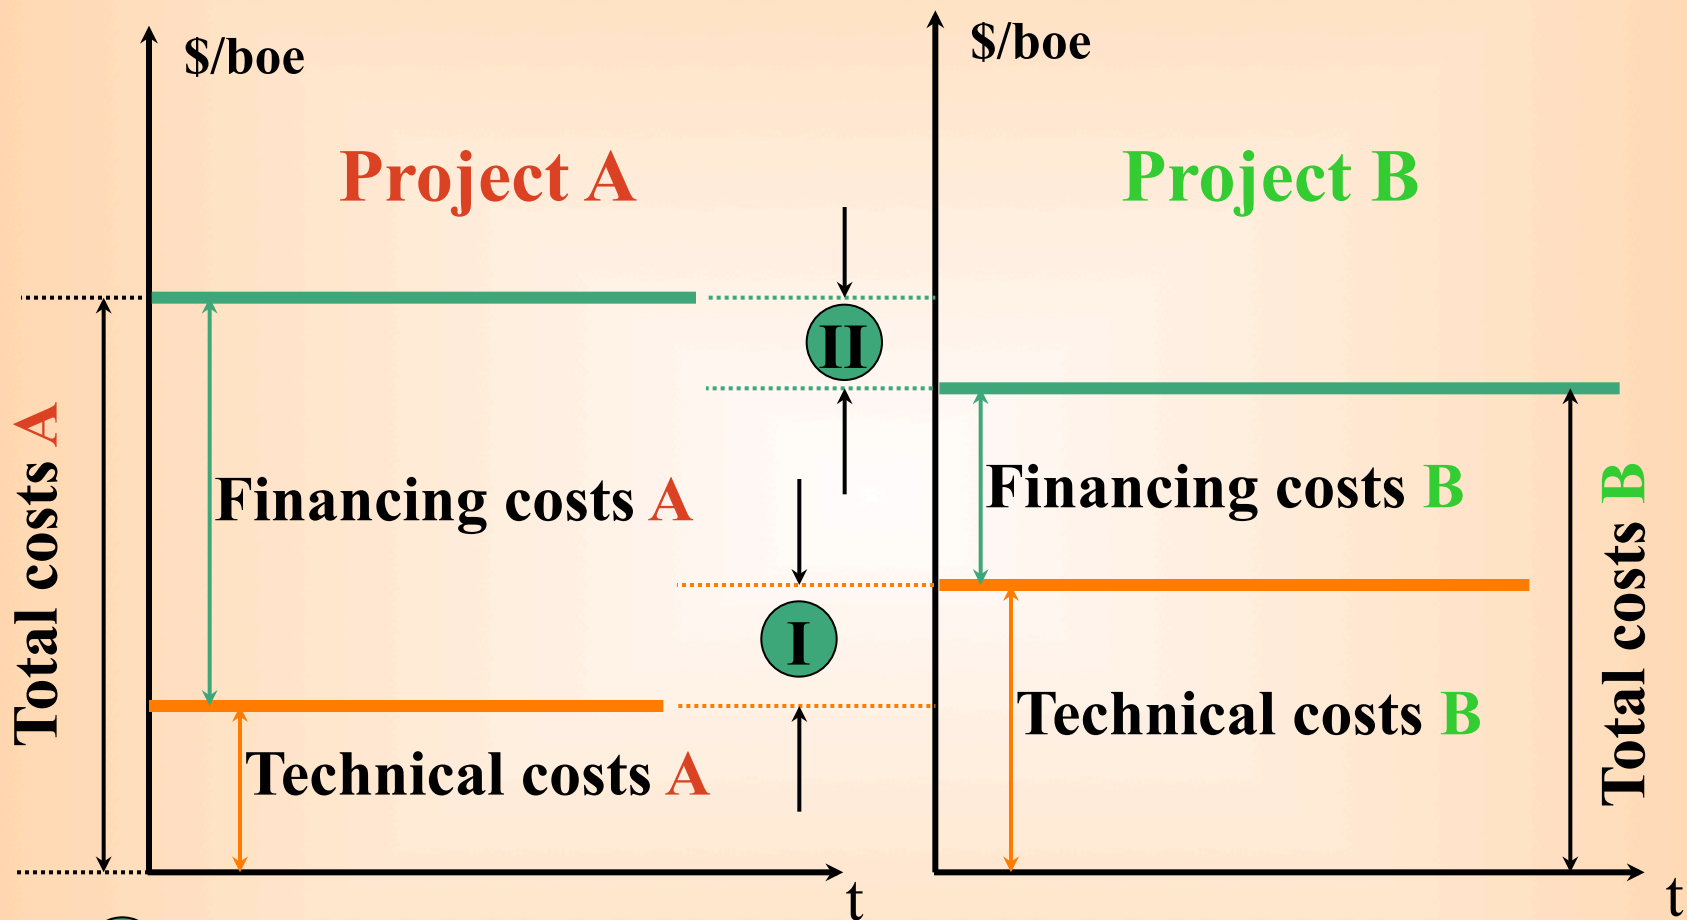 $/boe
$/boe
Project A
Project B
II
Total costs A
Financing costs A
Financing costs B
Total costs B
I
Technical costs B
Technical costs A
t
t